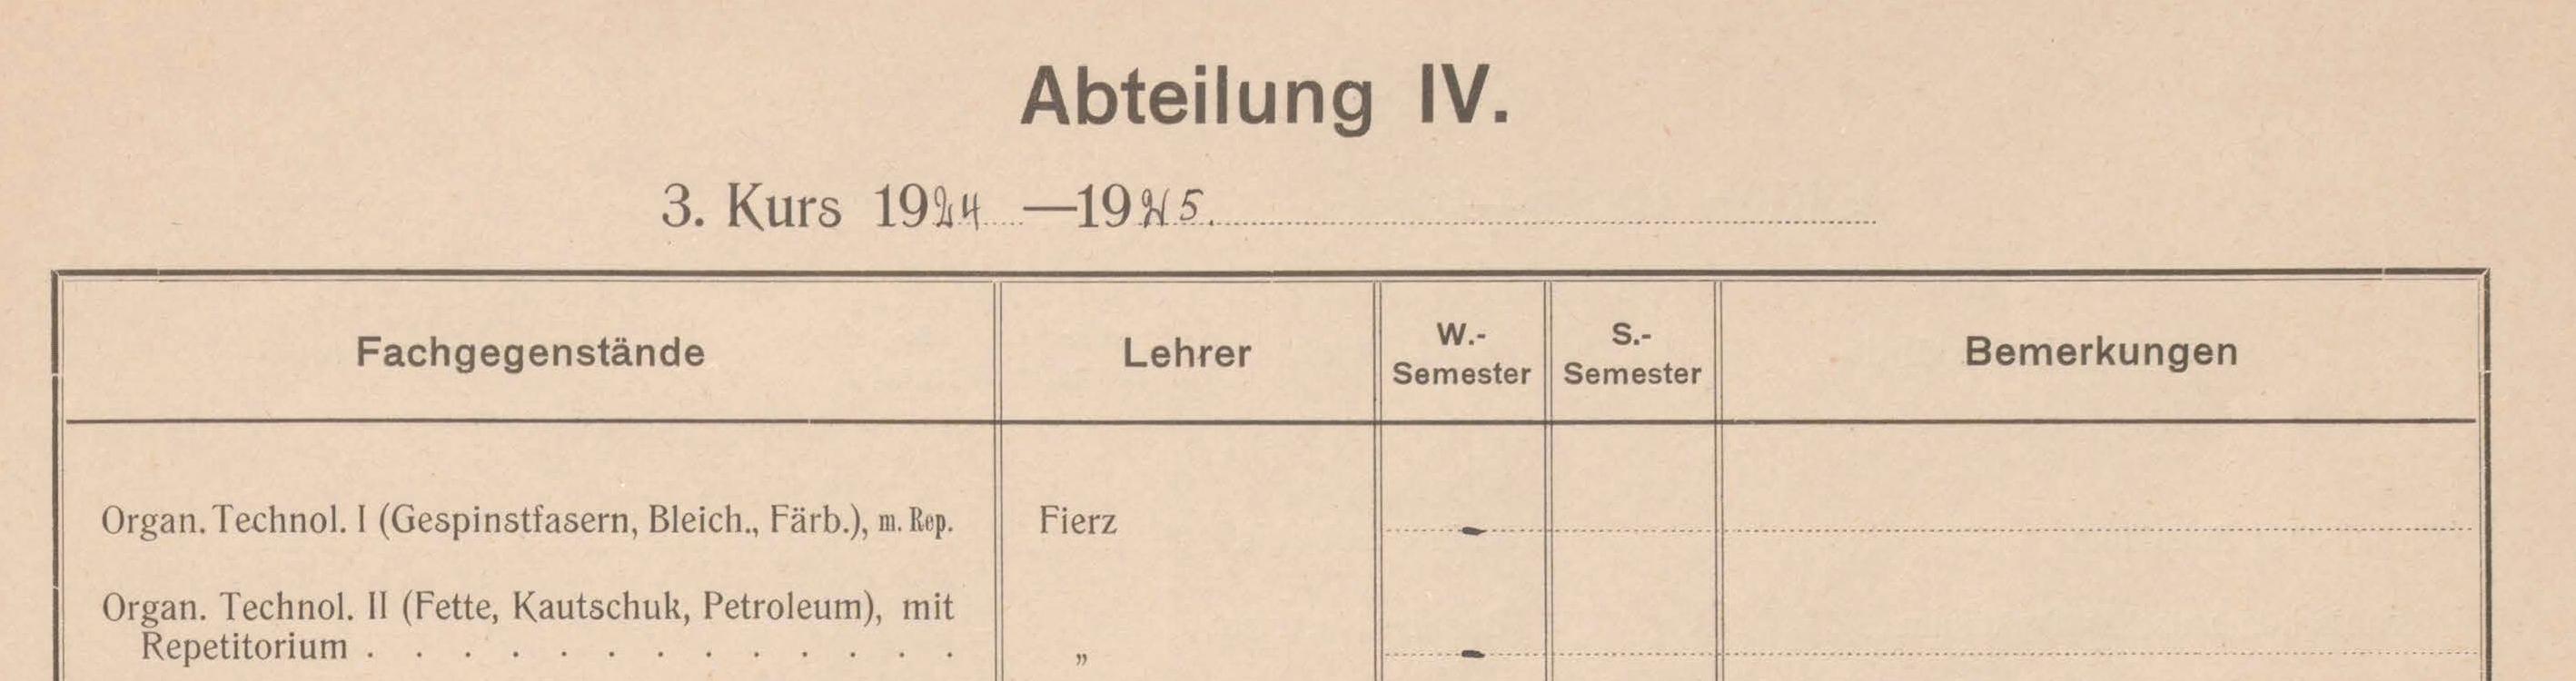 Abteilung IV.
3. Kurs 1924 —1925.
Fachgegenstände
Lehrer
W.-
Semester
S.-
Semester
Bemerkungen
Organ. Technol. I (Gespinstfasern, Bleich., Färb.), m. Rep.
Fierz
-
Organ. Technol. II (Fette, Kautschuk, Petroleum), mit
Repetitorium . . . . . . . . . . . . .
„
-